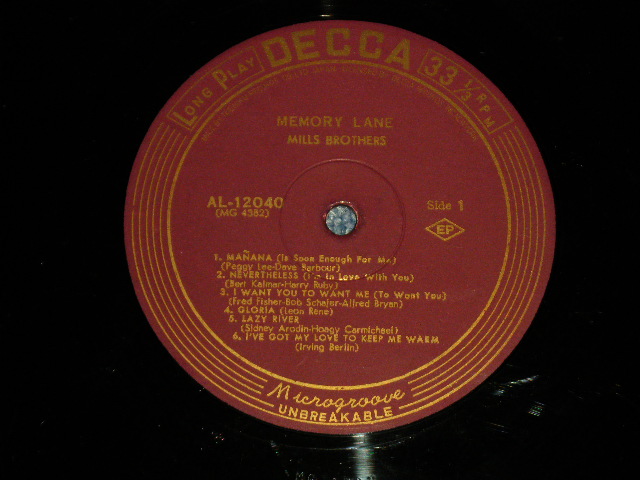 LONG PLAY DECCA 33 1/3 RPM
MEMORY LANE
MILLS BROTHERS
AL-12040
(MG 4382)
Side 1
EP
1. MAÑANA (Is Soon Enough For Me)
(Peggy Lee-Dave Barbour)
2. NEVERTHELESS (I'm In Love With You)
(Bert Kalmar-Harry Ruby)
3. I WANT YOU TO WANT ME (To Want You)
(Fred Fisher-Bob Schafer-Alfred Bryan)
4. GLORIA (Leon René)
5. LAZY RIVER
(Sidney Arodin-Hoagy Carmichael)
6. I'VE GOT MY LOVE TO KEEP ME WARM
(Irving Berlin)
Microgroove
UNBREAKABLE